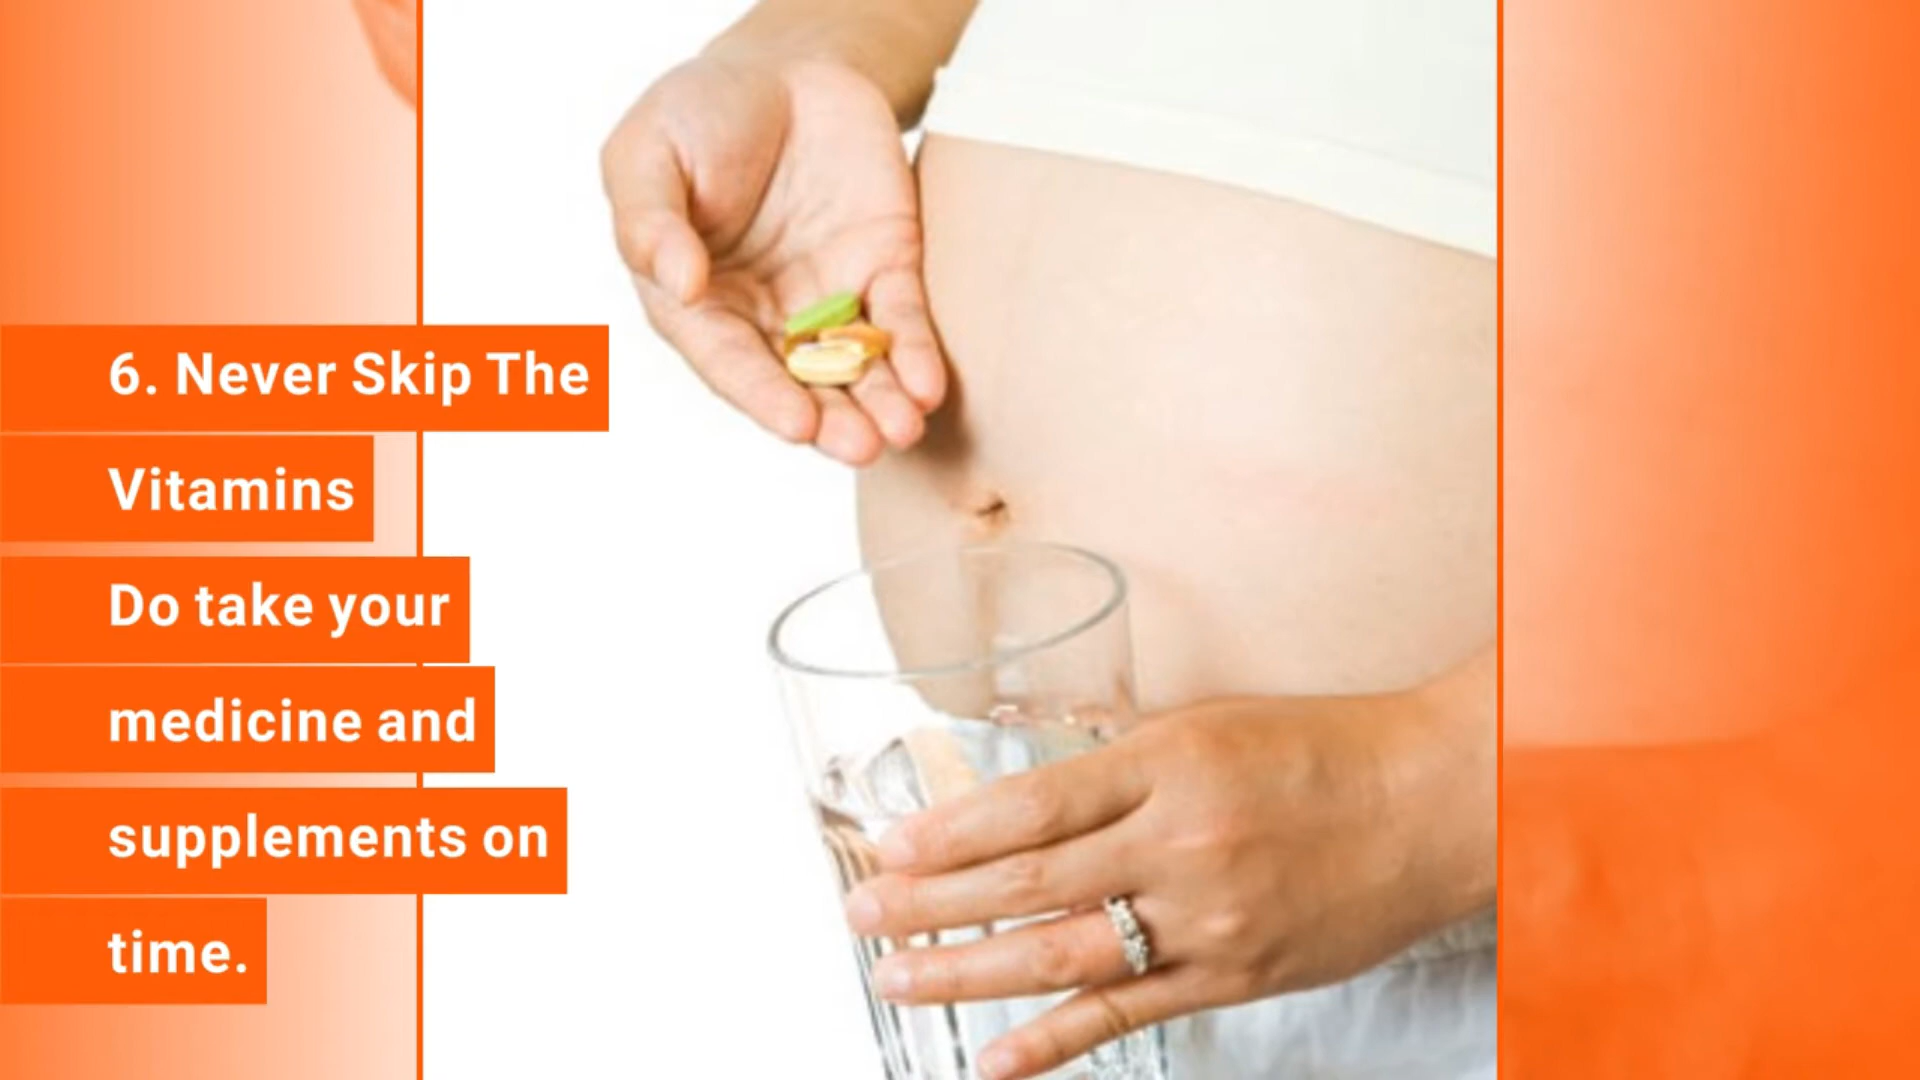 6. Never Skip The
Vitamins
Do take your
medicine and
supplements on
time.